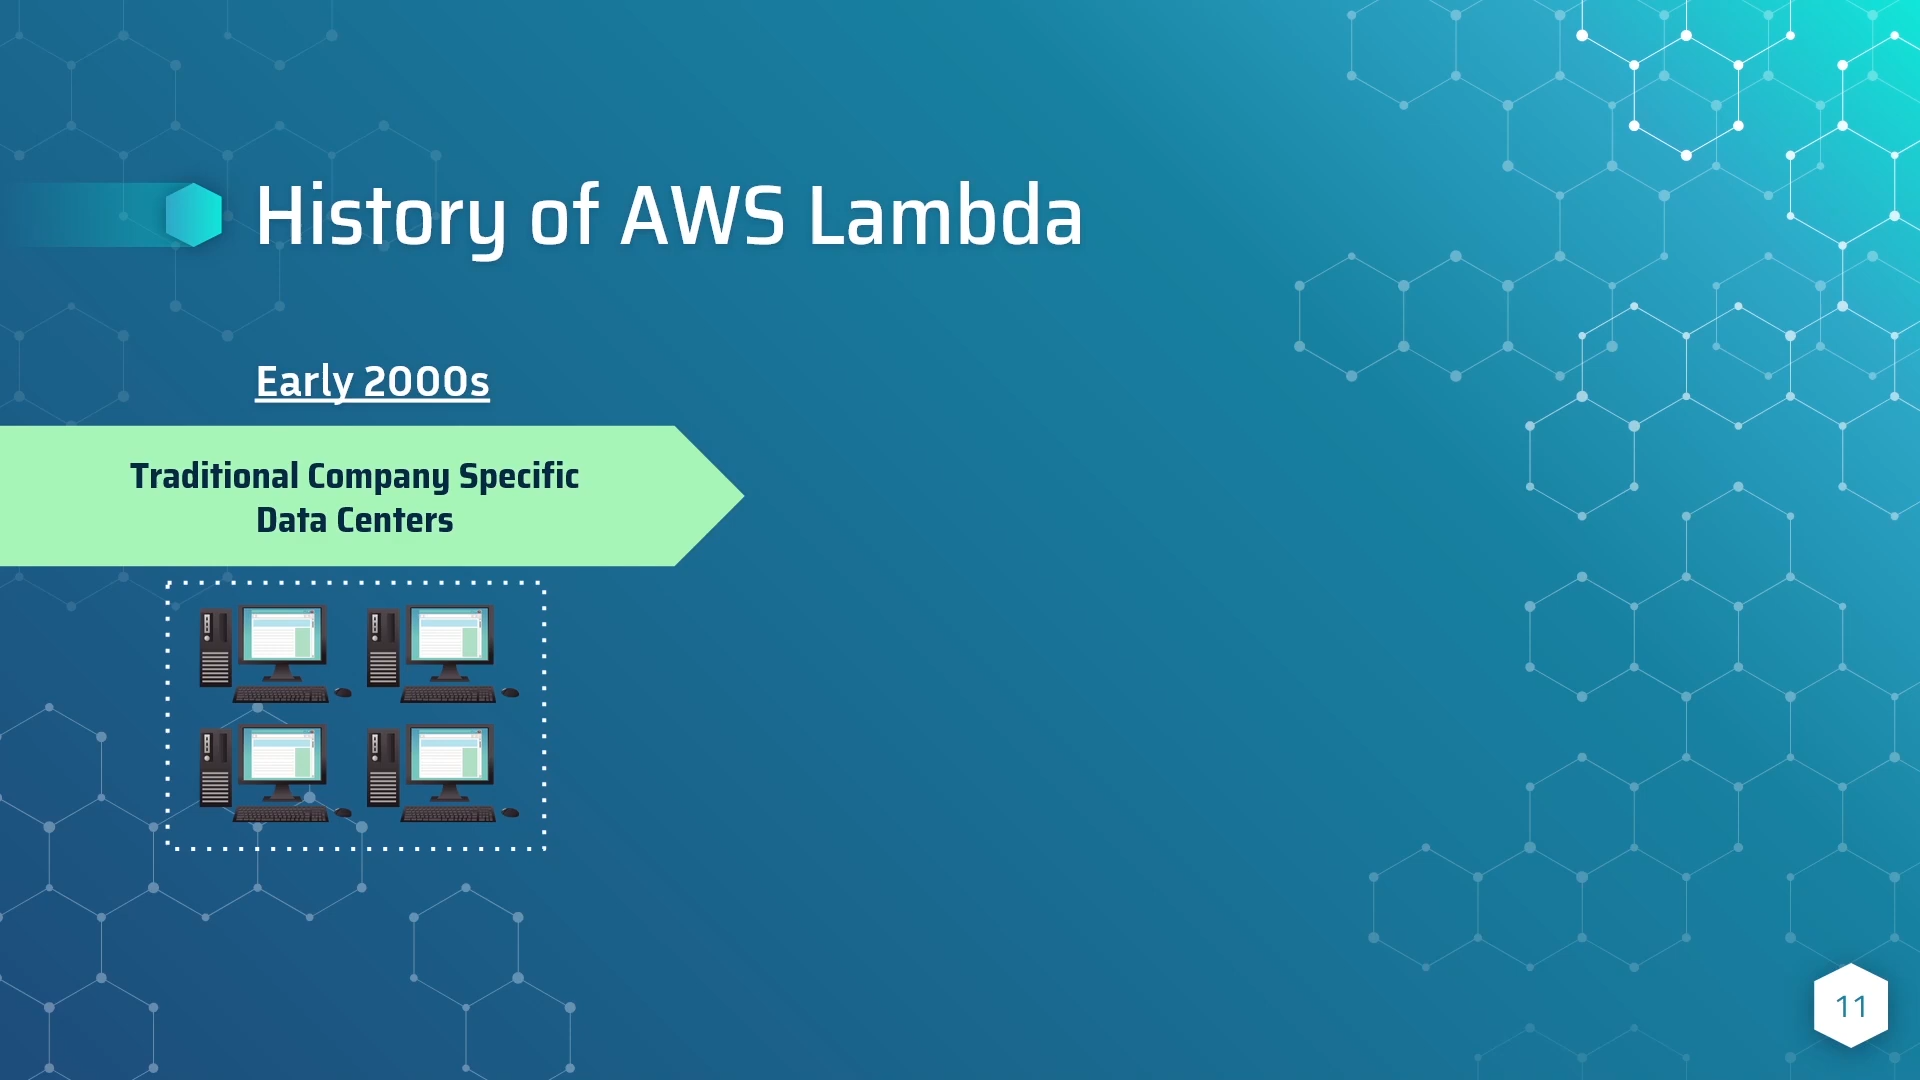 History of AWS Lambda
Early 2000s
Traditional Company Specific
Data Centers
11